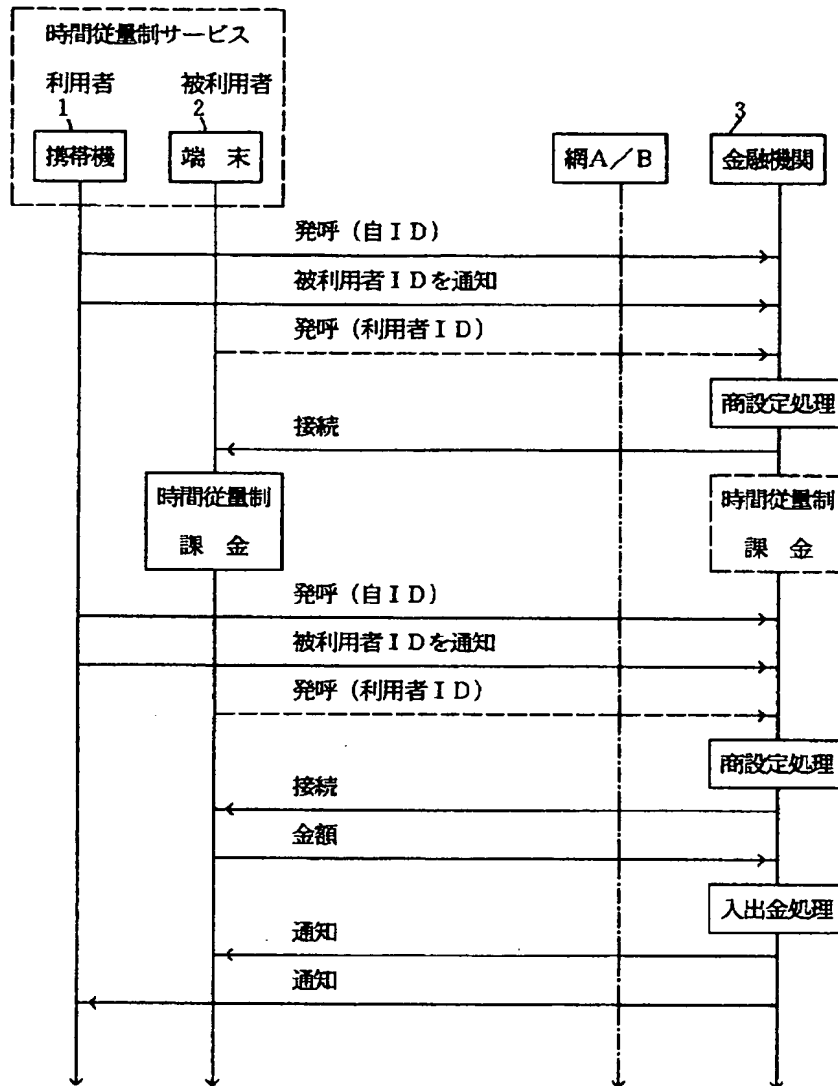 時間従量制サービス
利用者 被利用者
1 2 3
携帯機 端 末 網A/B 金融機関
発呼(自ID)
被利用者IDを通知
発呼(利用者ID)
商設定処理
接続
時間従量制 時間従量制
課 金 課 金
発呼(自ID)
被利用者IDを通知
発呼(利用者ID)
商設定処理
接続
金額
入出金処理
通知
通知